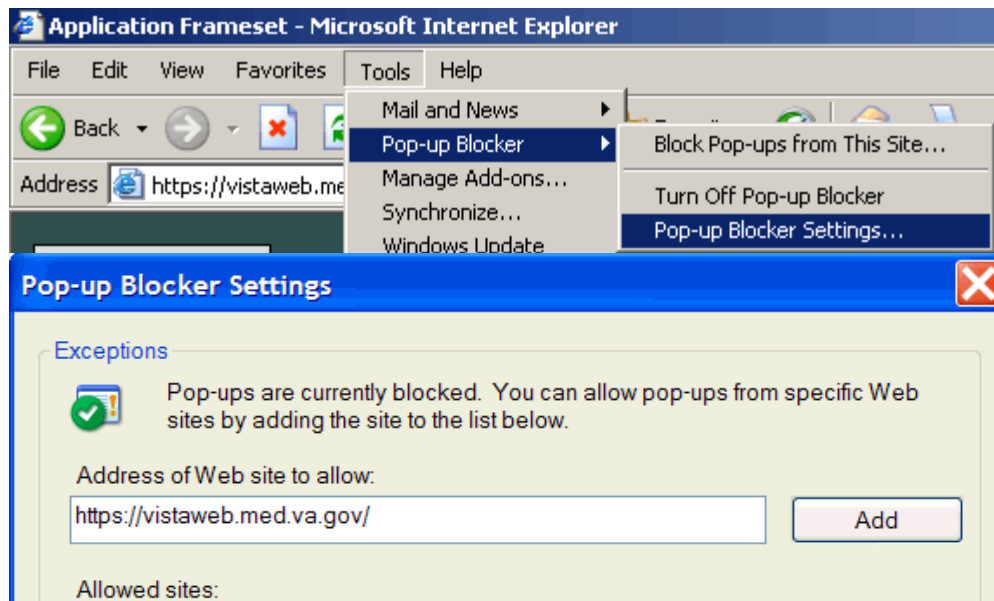 Application Frameset - Microsoft Internet Explorer
File Edit View Favorites Tools Help
Back
Mail and News
Pop-up Blocker
Manage Add-ons...
Synchronize...
Windows Update
Block Pop-ups from This Site...
Turn Off Pop-up Blocker
Pop-up Blocker Settings...
Address https://vistaweb.me
Pop-up Blocker Settings
Exceptions
Pop-ups are currently blocked. You can allow pop-ups from specific Web
sites by adding the site to the list below.
Address of Web site to allow:
https://vistaweb.med.va.gov/ Add
Allowed sites: